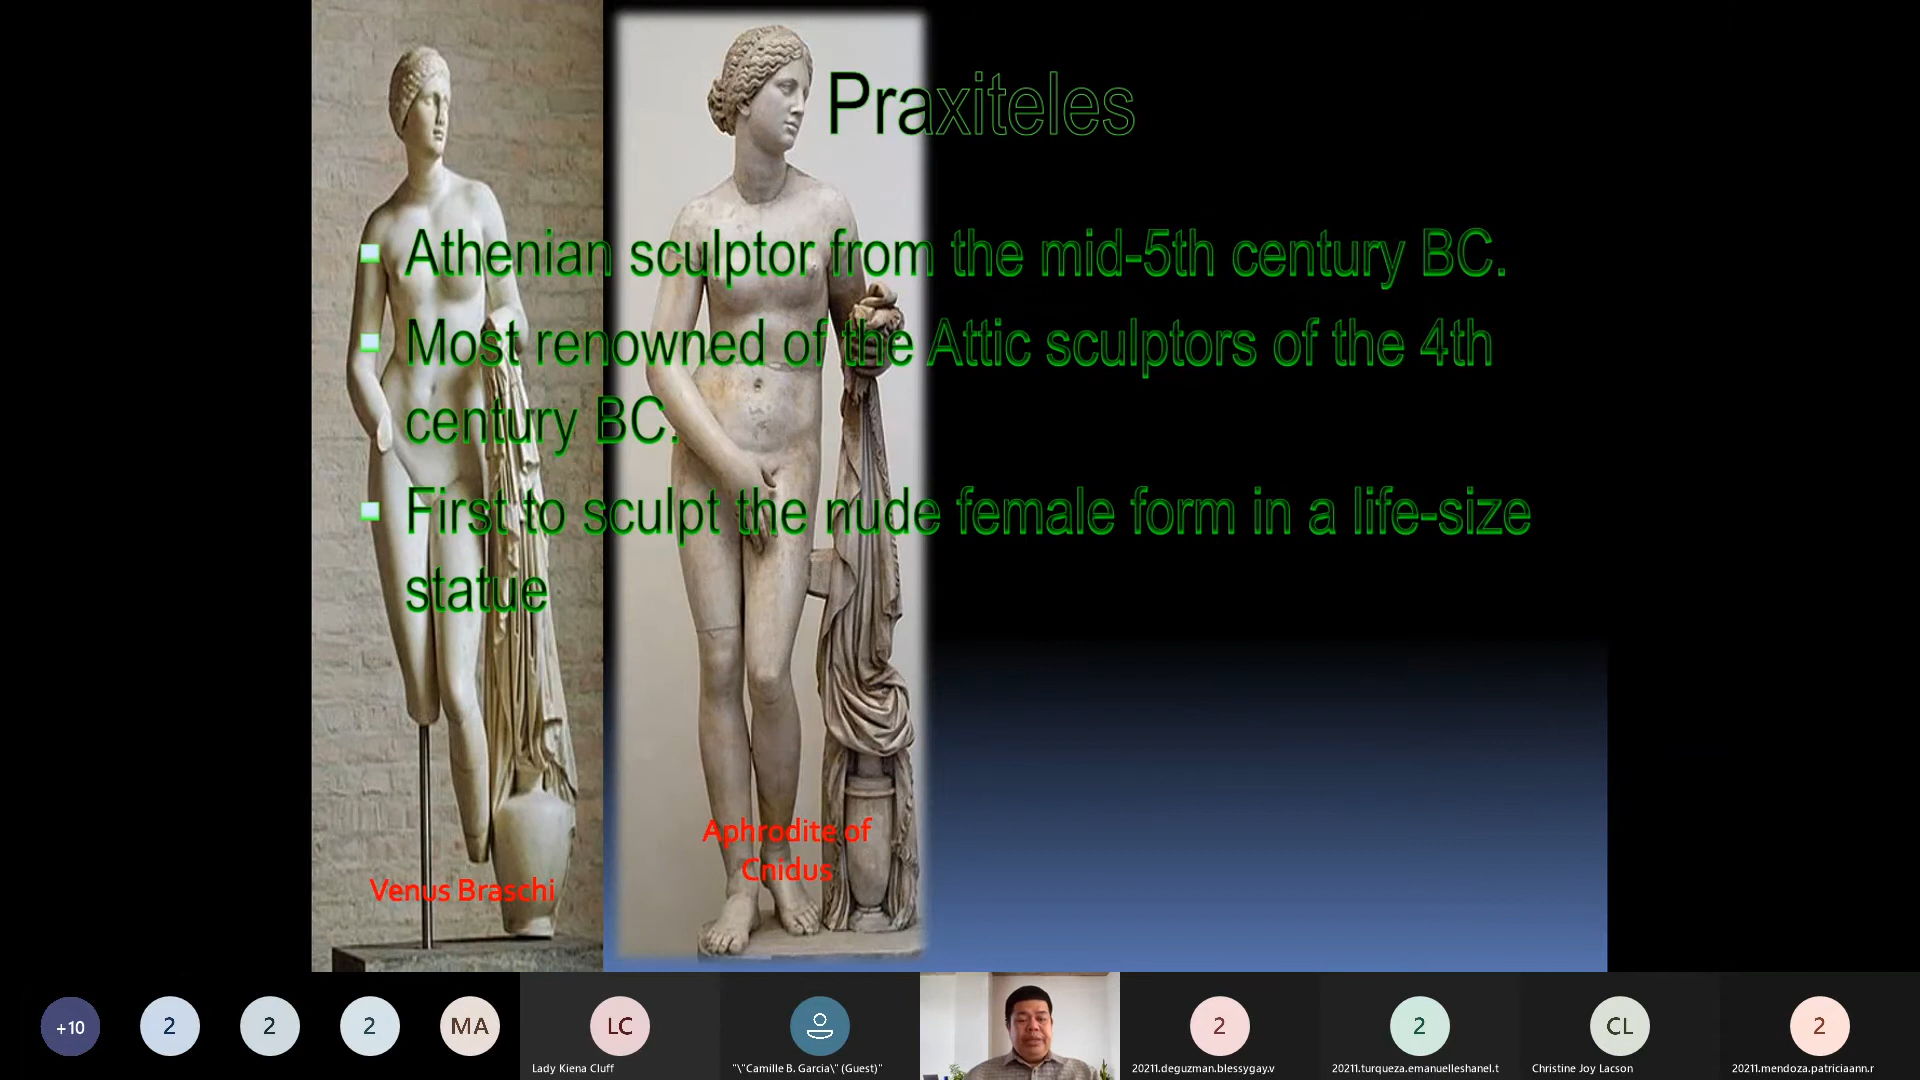 Praxiteles
Athenian sculptor from the mid-5th century BC.
Most renowned of the Attic sculptors of the 4th
century BC.
First to sculpt the nude female form in a life-size
statue
Aphrodite of
Cnidus
Venus Braschi
+10
2
2
2
MA
LC
2
2
CL
2
Lady Kiena Cluff
"\"Camille B. Garcia\" (Guest)"
20211.deguzman.blessygay.v
20211.turqueza.emanuelleshanel.t
Christine Joy Lacson
20211.mendoza.patriciaann.r